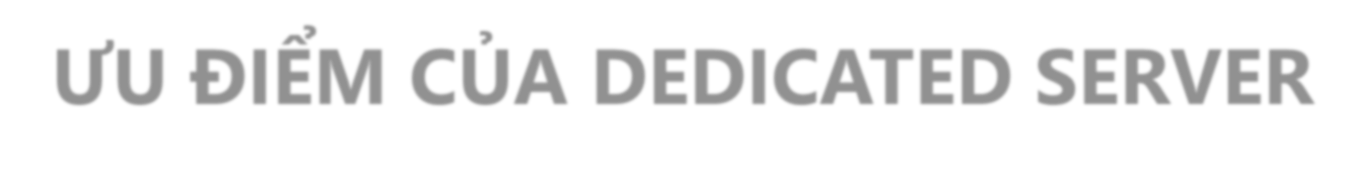 ƯU ĐIỂM CỦA DEDICATED SERVER